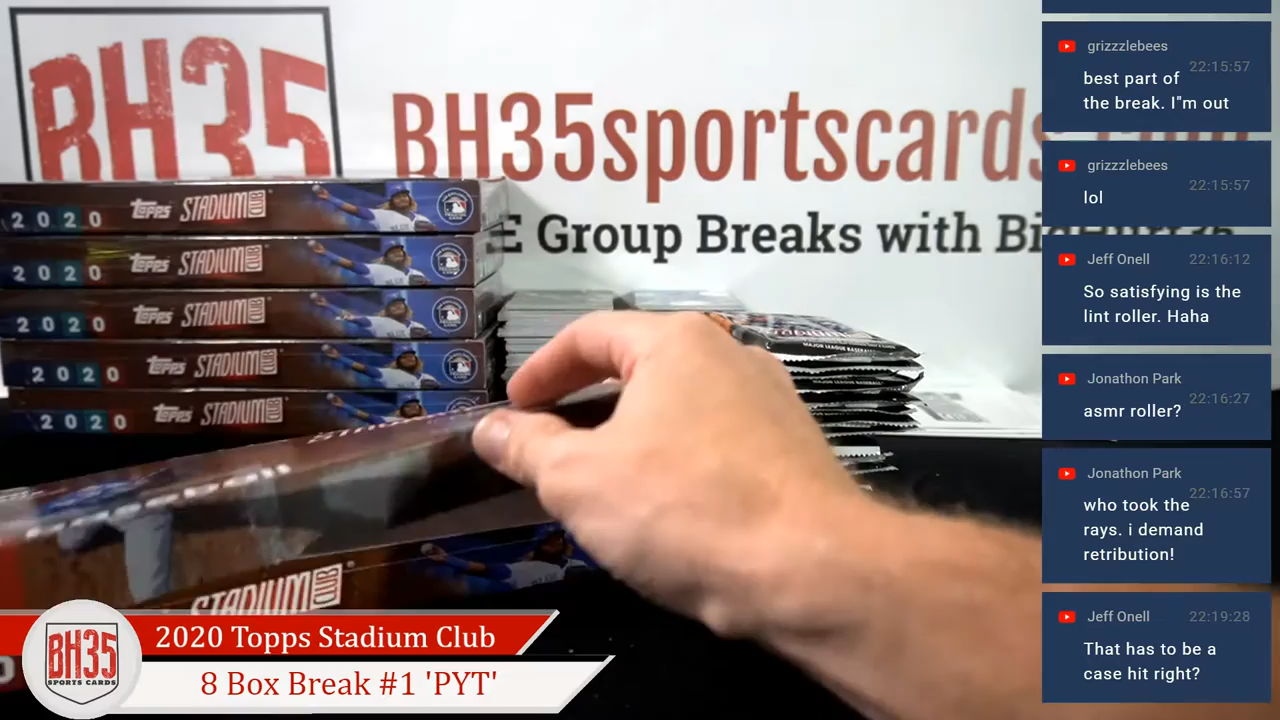 BH35
BH35sportscards
E Group Breaks with
2020 Topps STADIUM CLUB
2020 Topps STADIUM CLUB
2020 Topps STADIUM CLUB
2020 Topps STADIUM CLUB
2020 Topps STADIUM CLUB
MAJOR LEAGUE BASEBALL
STADIUM CLUB
BH35
SPORTS CARDS
2020 Topps Stadium Club
8 Box Break #1 'PYT'
grizzzlebees
22:15:57
best part of
the break. I"m out
grizzzlebees
22:15:57
lol
Jeff Onell 22:16:12
So satisfying is the
lint roller. Haha
Jonathon Park
22:16:27
asmr roller?
Jonathon Park
22:16:57
who took the
rays. i demand
retribution!
Jeff Onell 22:19:28
That has to be a
case hit right?